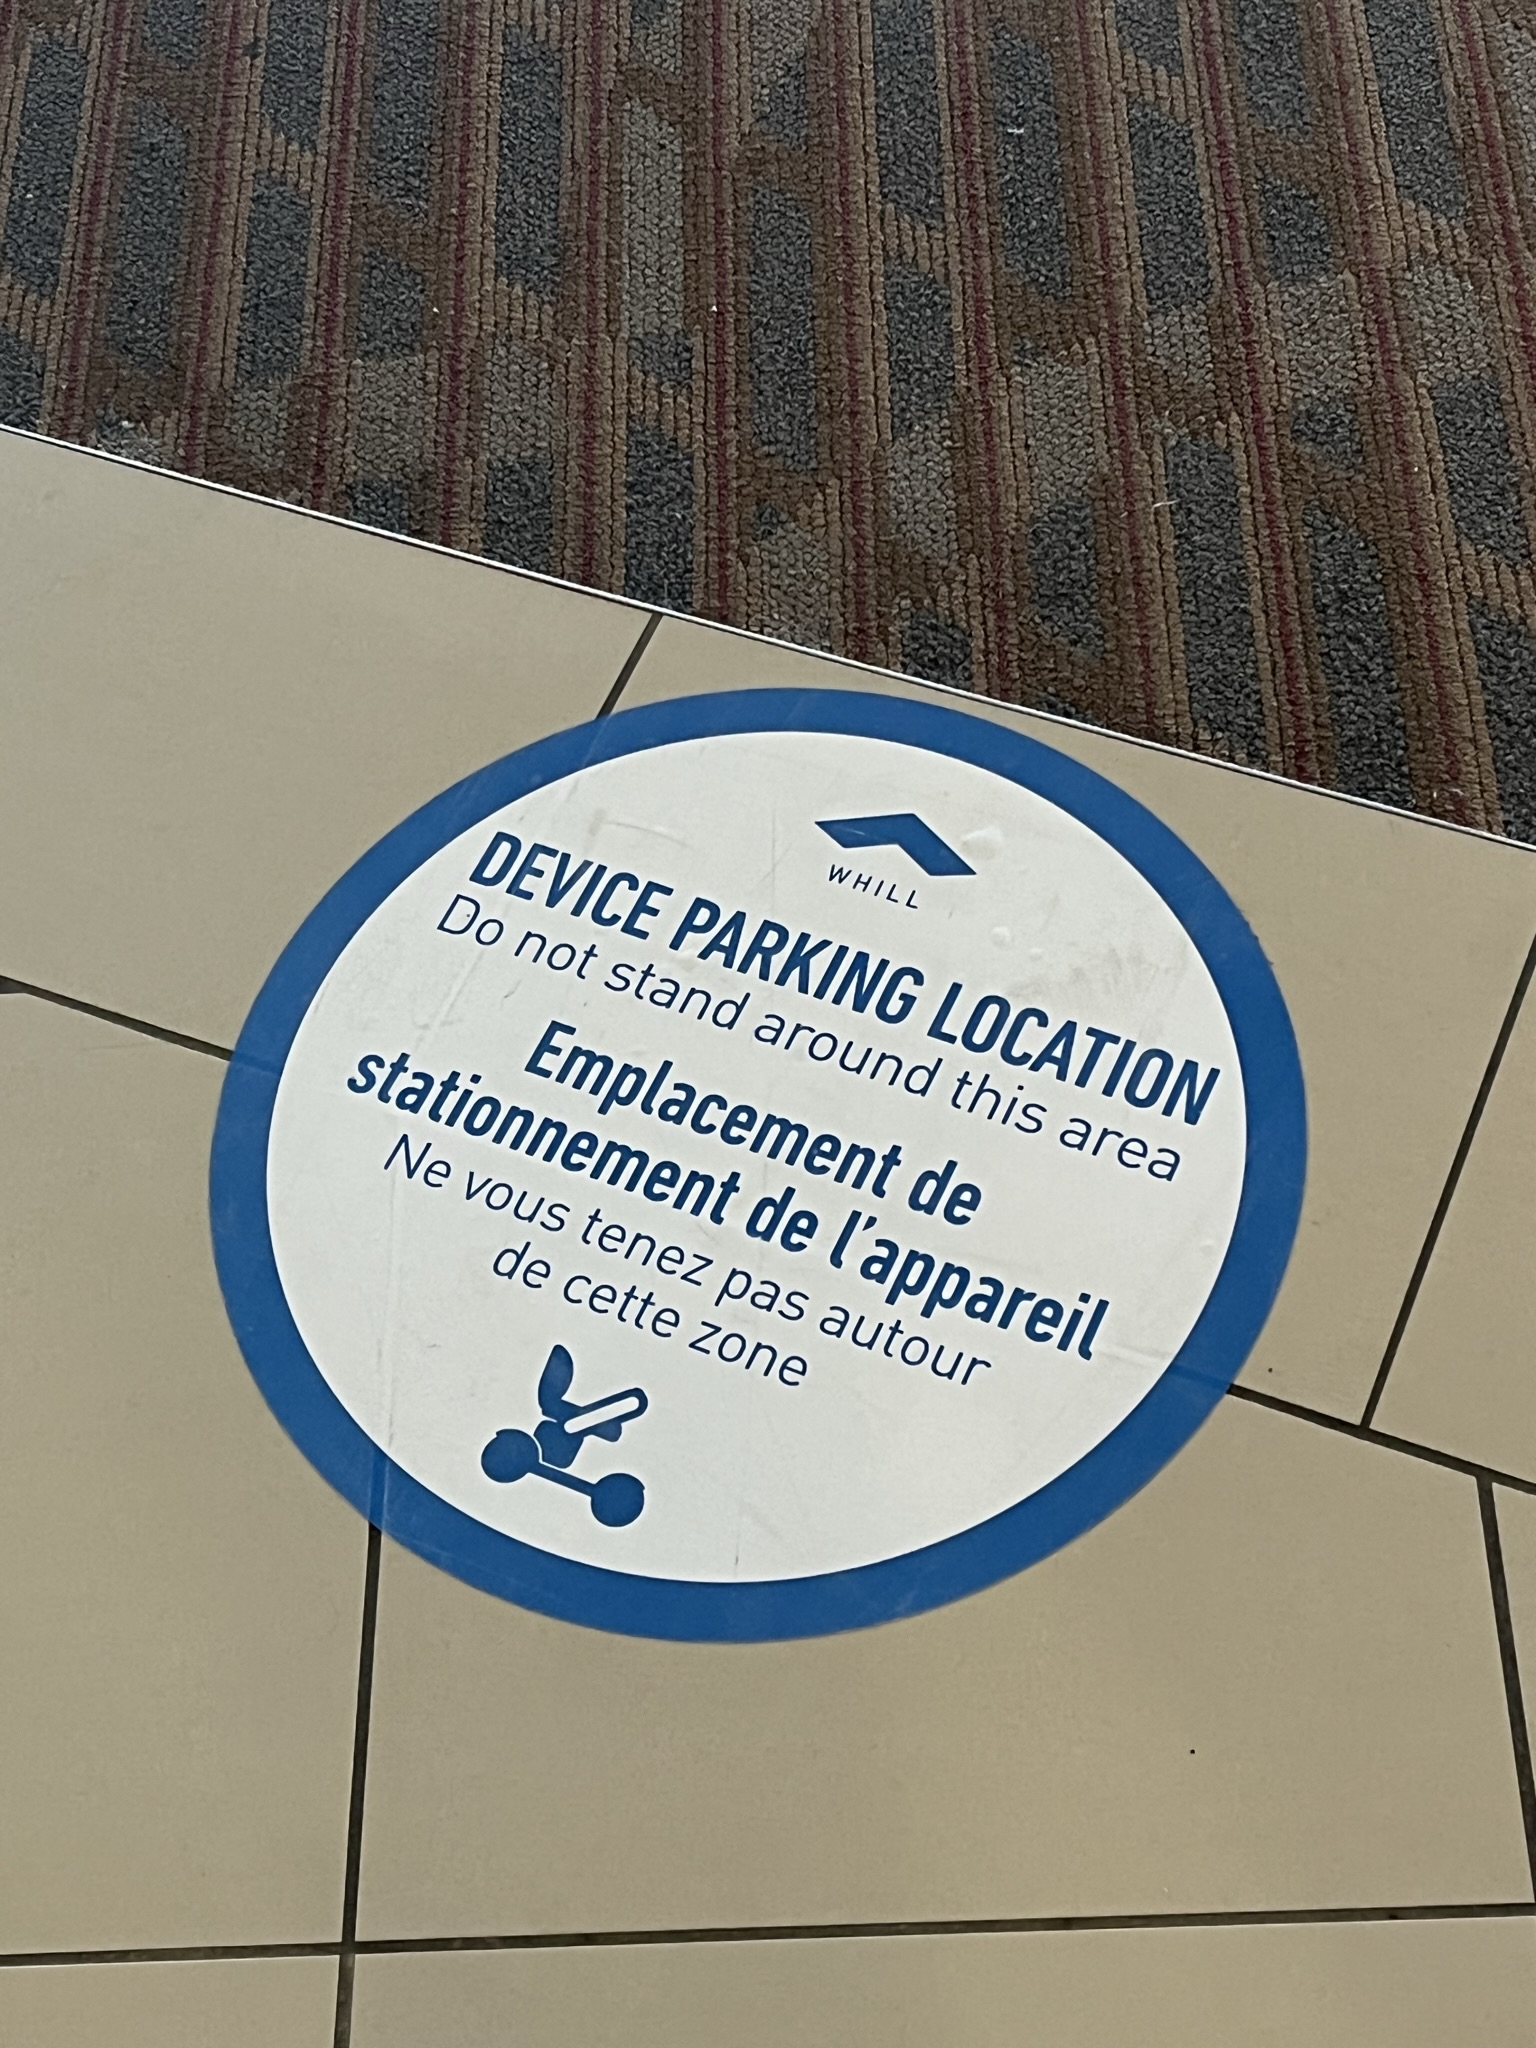 WHILL
DEVICE PARKING LOCATION
Do not stand around this area
Emplacement de
stationnement de l'appareil
Ne vous tenez pas autour
de cette zone